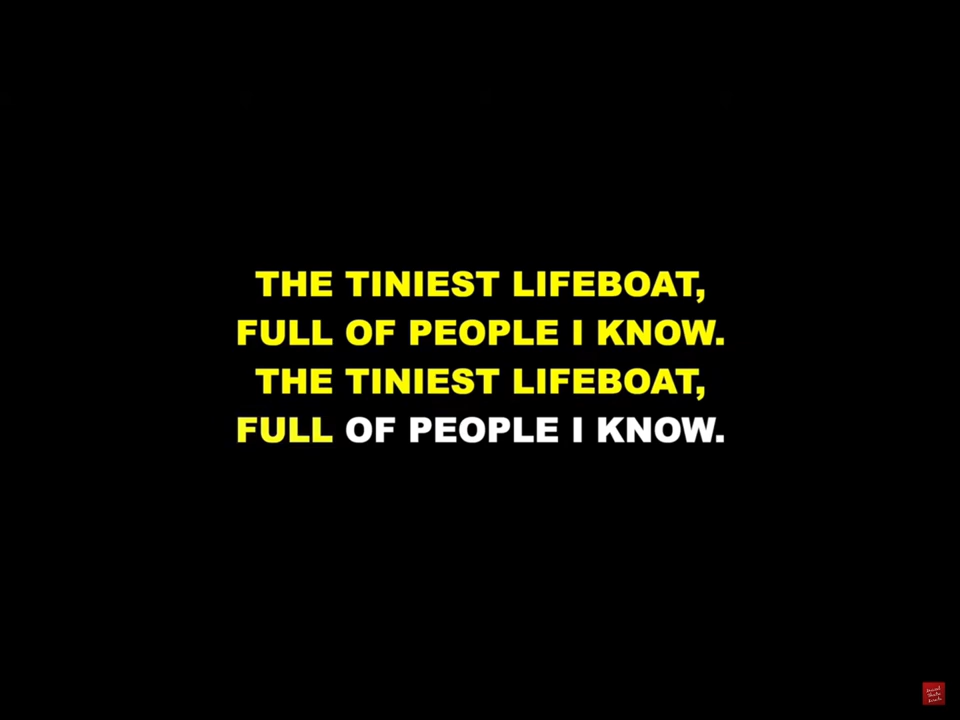 THE TINIEST LIFEBOAT,
FULL OF PEOPLE I KNOW.
THE TINIEST LIFEBOAT,
FULL OF PEOPLE I KNOW.